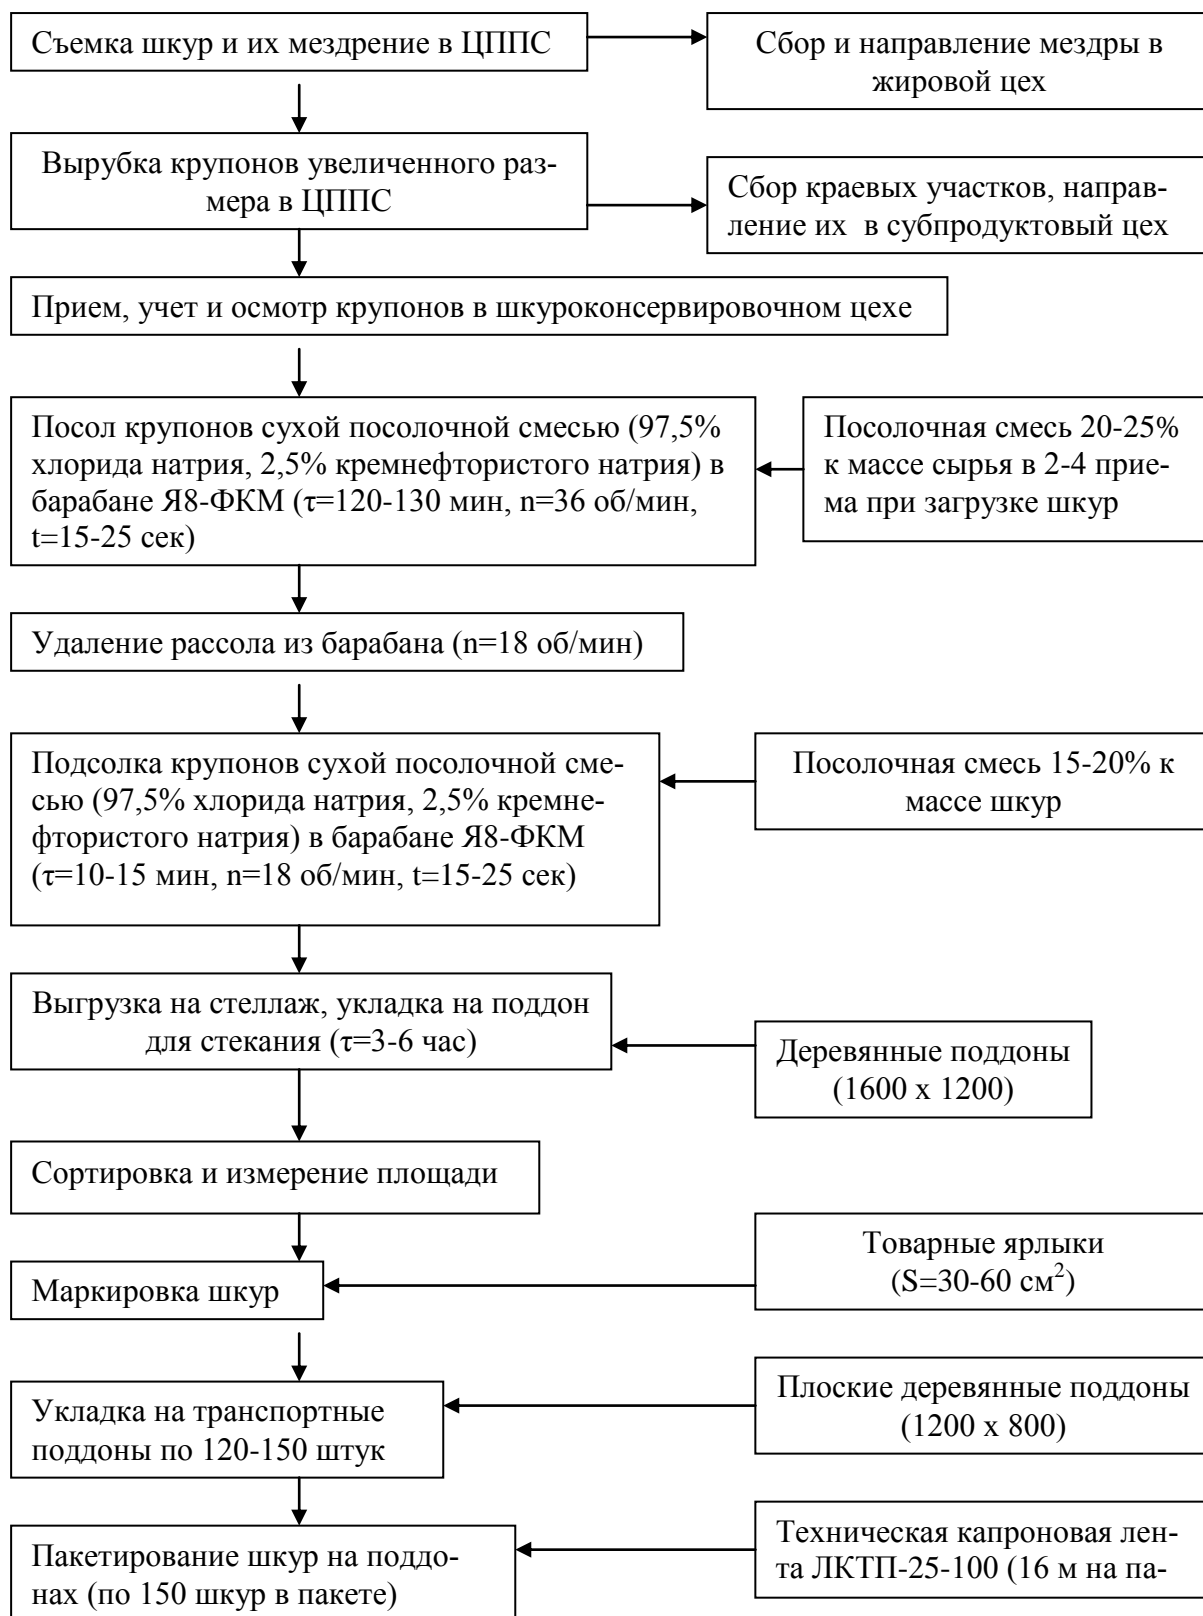 Съемка шкур и их мездрение в ЦППС
Сбор и направление мездры в
жировой цех
Вырубка крупонов увеличенного раз-
мера в ЦППС
Сбор краевых участков, направ-
ление их в субпродуктовый цех
Прием, учет и осмотр крупонов в шкуроконсервировочном цехе
Посол крупонов сухой посолочной смесью (97,5%
хлорида натрия, 2,5% кремнефтористого натрия) в
барабане Я8-ФКМ (τ=120-130 мин, n=36 об/мин,
t=15-25 сек)
Посолочная смесь 20-25%
к массе сырья в 2-4 прие-
ма при загрузке шкур
Удаление рассола из барабана (n=18 об/мин)
Подсолка крупонов сухой посолочной сме-
сью (97,5% хлорида натрия, 2,5% кремне-
фтористого натрия) в барабане Я8-ФКМ
(τ=10-15 мин, n=18 об/мин, t=15-25 сек)
Посолочная смесь 15-20% к
массе шкур
Выгрузка на стеллаж, укладка на поддон
для стекания (τ=3-6 час)
Деревянные поддоны
(1600 х 1200)
Сортировка и измерение площади
Товарные ярлыки
(S=30-60 см²)
Маркировка шкур
Плоские деревянные поддоны
(1200 х 800)
Укладка на транспортные
поддоны по 120-150 штук
Техническая капроновая лен-
та ЛКТП-25-100 (16 м на па-
Пакетирование шкур на поддо-
нах (по 150 шкур в пакете)